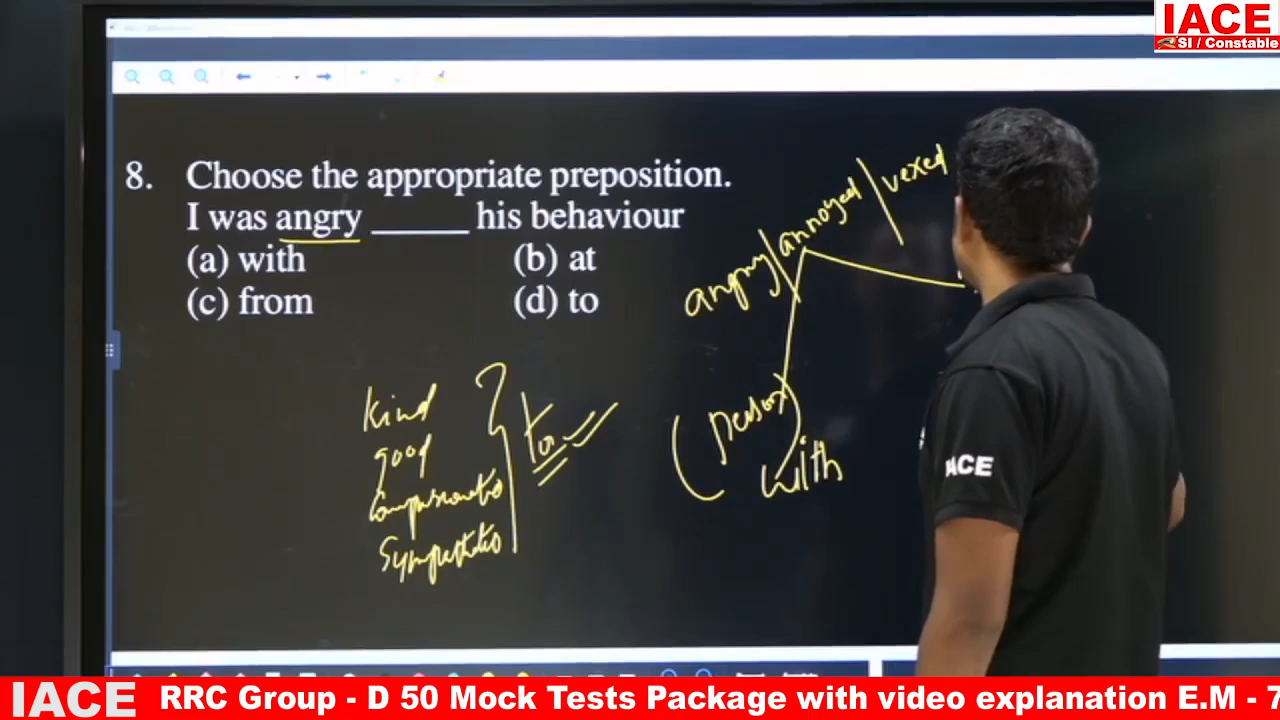 IACE
SI / Constable
8. Choose the appropriate preposition.
I was angry ______ his behaviour
(a) with (b) at
(c) from (d) to
angry/annoyed/vexed
kind
good
to
(person)
with
IACE
IACE RRC Group - D 50 Mock Tests Package with video explanation E.M - 7